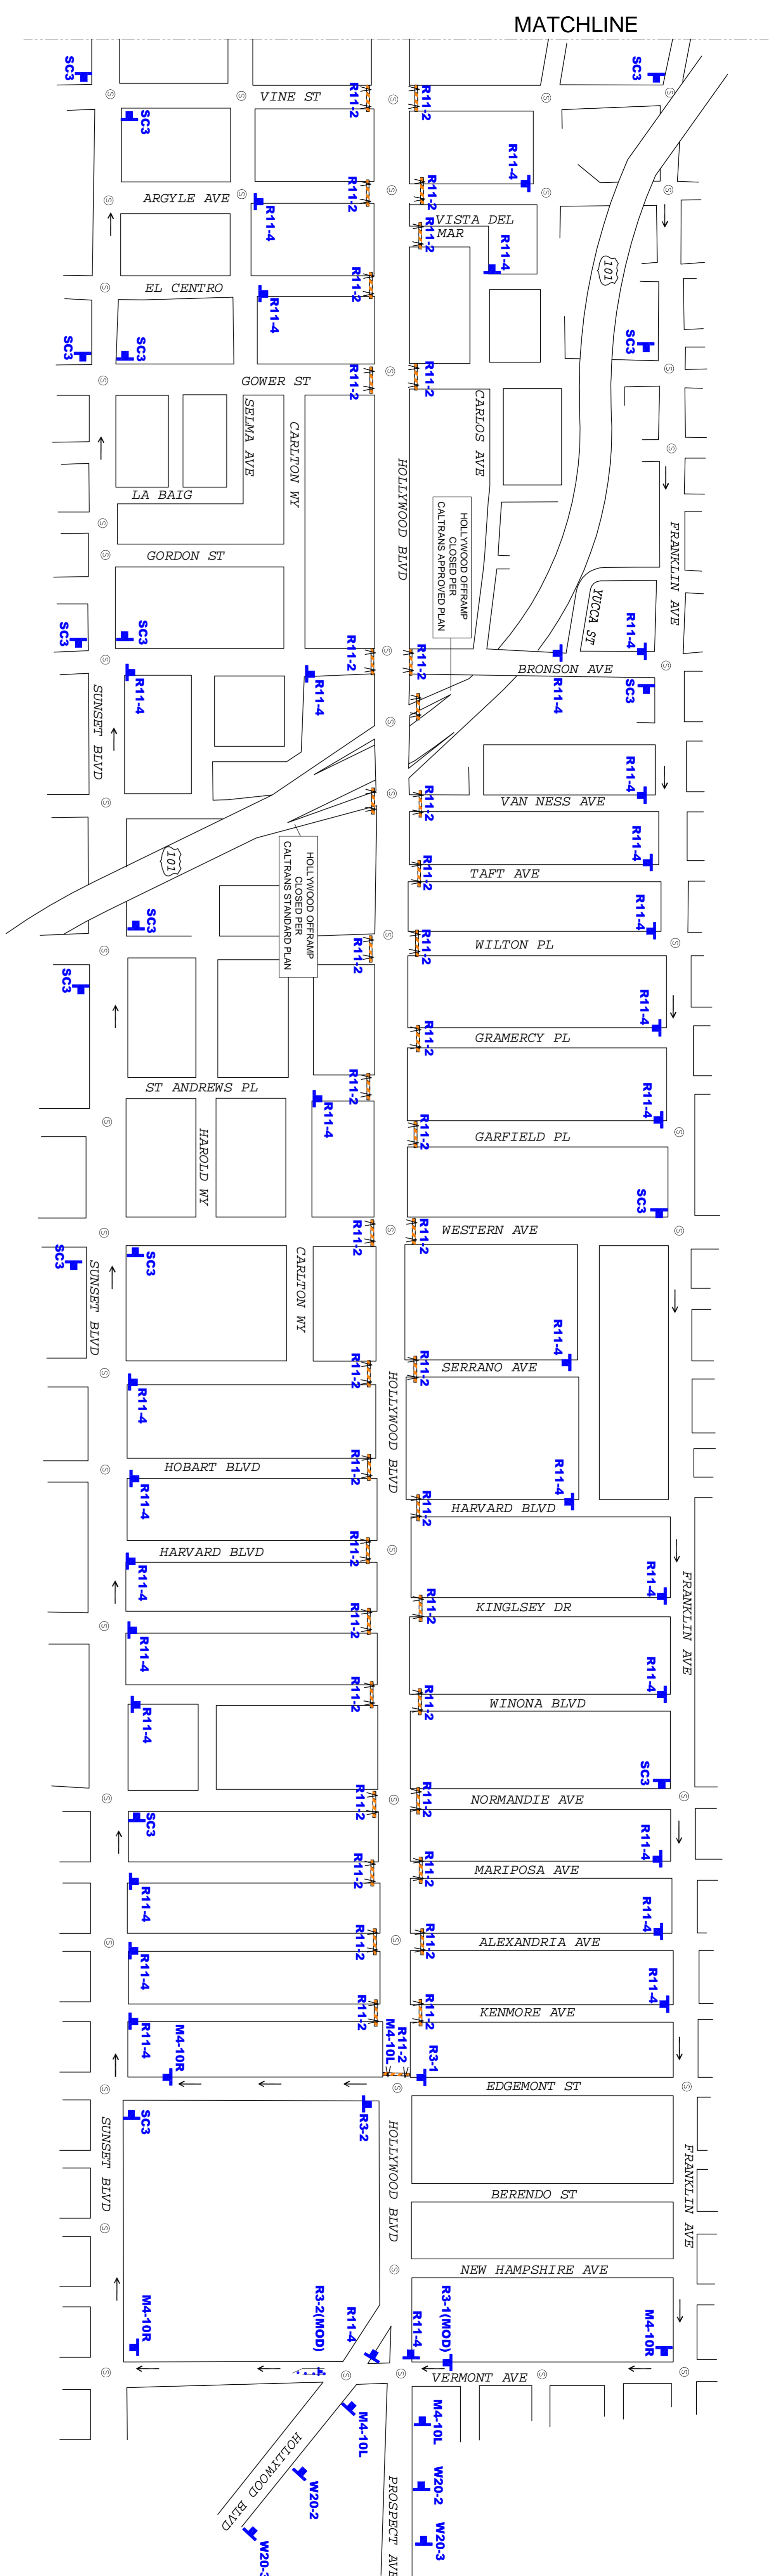 MATCHLINE
SC3
SC3
R11-2
R11-2
VINE ST
SC3
R11-4
R11-2
R11-2
ARGYLE AVE
R11-4
VISTA DEL
MAR
R11-2
R11-4
101
R11-2
EL CENTRO
R11-4
SC3
SC3
SC3
R11-2
R11-2
GOWER ST
SELMA AVE
CARLTON WY
CARLOS AVE
HOLLYWOOD BLVD
LA BAIG
GORDON ST
HOLLYWOOD OFFRAMP
CLOSED PER
CALTRANS APPROVED PLAN
FRANKLIN AVE
YUCCA ST
SC3
SC3
R11-4
R11-2
R11-2
BRONSON AVE
R11-4
R11-4
R11-4
SC3
SUNSET BLVD
R11-4
R11-2
VAN NESS AVE
R11-4
101
HOLLYWOOD OFFRAMP
CLOSED PER
CALTRANS STANDARD PLAN
R11-2
TAFT AVE
SC3
R11-4
R11-2
R11-2
WILTON PL
SC3
R11-4
R11-2
GRAMERCY PL
R11-2
ST ANDREWS PL
R11-4
R11-4
R11-2
GARFIELD PL
HAROLD WY
SC3
R11-2
R11-2
WESTERN AVE
SC3
SC3
SUNSET BLVD
CARLTON WY
R11-4
R11-2
R11-2
SERRANO AVE
R11-4
HOLLYWOOD BLVD
R11-2
HOBART BLVD
R11-4
R11-4
R11-2
HARVARD BLVD
R11-2
HARVARD BLVD
R11-4
R11-4
R11-2
KINGLSEY DR
R11-2
R11-4
FRANKLIN AVE
R11-4
R11-2
R11-2
WINONA BLVD
R11-4
SC3
R11-2
R11-2
NORMANDIE AVE
SC3
R11-4
R11-2
R11-2
MARIPOSA AVE
R11-4
R11-4
R11-2
R11-2
ALEXANDRIA AVE
R11-4
R11-4
R11-2
R11-2
KENMORE AVE
R11-4
M4-10R
R11-2
M4-10L
R3-1
EDGEMONT ST
SC3
R3-2
SUNSET BLVD
HOLLYWOOD BLVD
FRANKLIN AVE
BERENDO ST
NEW HAMPSHIRE AVE
M4-10R
R3-2(MOD)
R11-4
R11-4
R3-1(MOD)
M4-10R
VERMONT AVE
M4-10L
M4-10L
HOLLYWOOD BLVD
W20-2
W20-2
PROSPECT AVE
W20-3